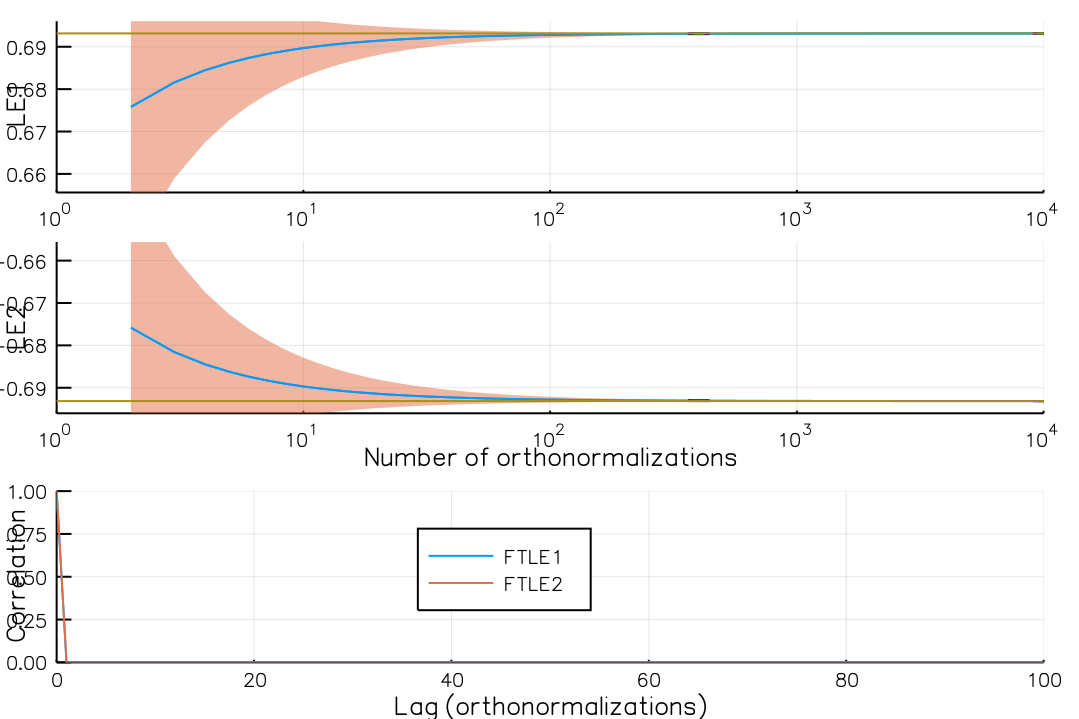 LE1
0.69
0.68
0.67
0.66
10^0 10^1 10^2 10^3 10^4
LE2
-0.66
-0.67
-0.68
-0.69
10^0 10^1 10^2 10^3 10^4
Number of orthonormalizations
Correlation
1.00
0.75
0.50
0.25
0.00
FTLE1
FTLE2
0 20 40 60 80 100
Lag (orthonormalizations)